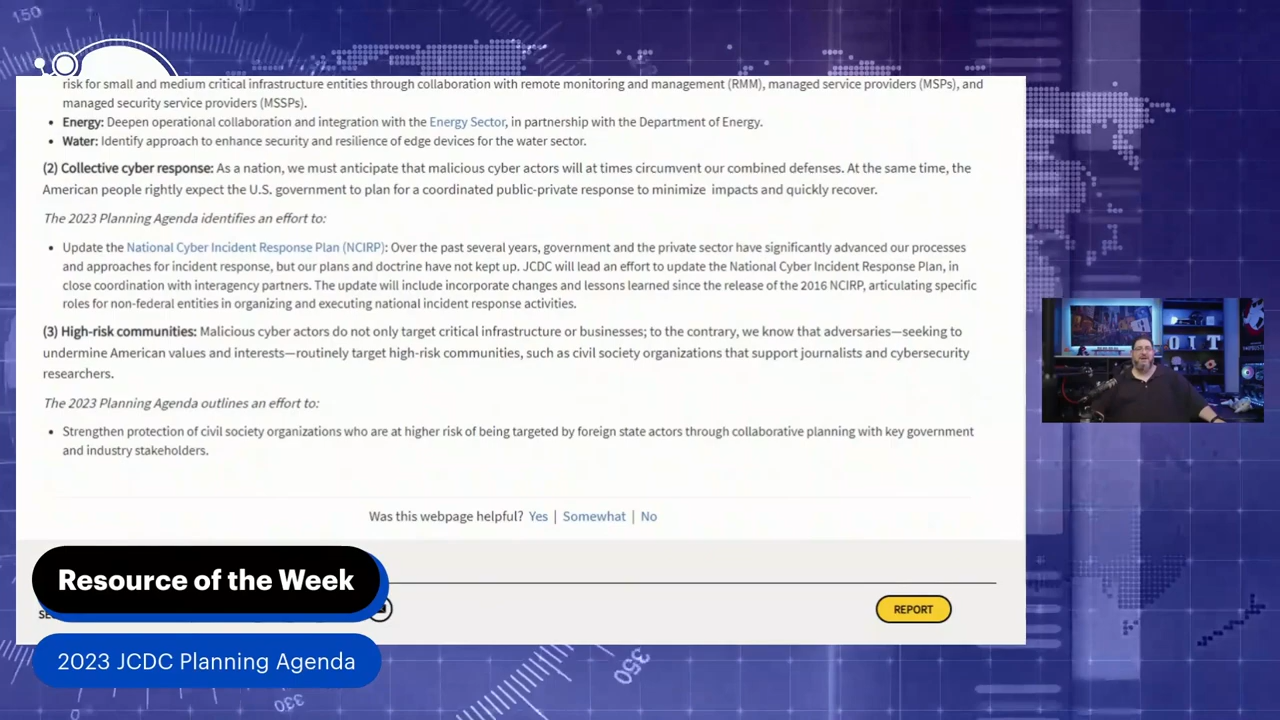 150
risk for small and medium critical infrastructure entities through collaboration with remote monitoring and management (RMM), managed service providers (MSPs), and
managed security service providers (MSSPs).
• Energy: Deepen operational collaboration and integration with the Energy Sector, in partnership with the Department of Energy.
• Water: Identify approach to enhance security and resilience of edge devices for the water sector.
(2) Collective cyber response: As a nation, we must anticipate that malicious cyber actors will at times circumvent our combined defenses. At the same time, the
American people rightly expect the U.S. government to plan for a coordinated public-private response to minimize impacts and quickly recover.
The 2023 Planning Agenda identifies an effort to:
• Update the National Cyber Incident Response Plan (NCIRP): Over the past several years, government and the private sector have significantly advanced our processes
and approaches for incident response, but our plans and doctrine have not kept up. JCDC will lead an effort to update the National Cyber Incident Response Plan, in
close coordination with interagency partners. The update will include incorporate changes and lessons learned since the release of the 2016 NCIRP, articulating specific
roles for non-federal entities in organizing and executing national incident response activities.
(3) High-risk communities: Malicious cyber actors do not only target critical infrastructure or businesses; to the contrary, we know that adversaries—seeking to
undermine American values and interests—routinely target high-risk communities, such as civil society organizations that support journalists and cybersecurity
researchers.
The 2023 Planning Agenda outlines an effort to:
• Strengthen protection of civil society organizations who are at higher risk of being targeted by foreign state actors through collaborative planning with key government
and industry stakeholders.
Was this webpage helpful? Yes | Somewhat | No
REPORT
Resource of the Week
2023 JCDC Planning Agenda
OIT
350
330